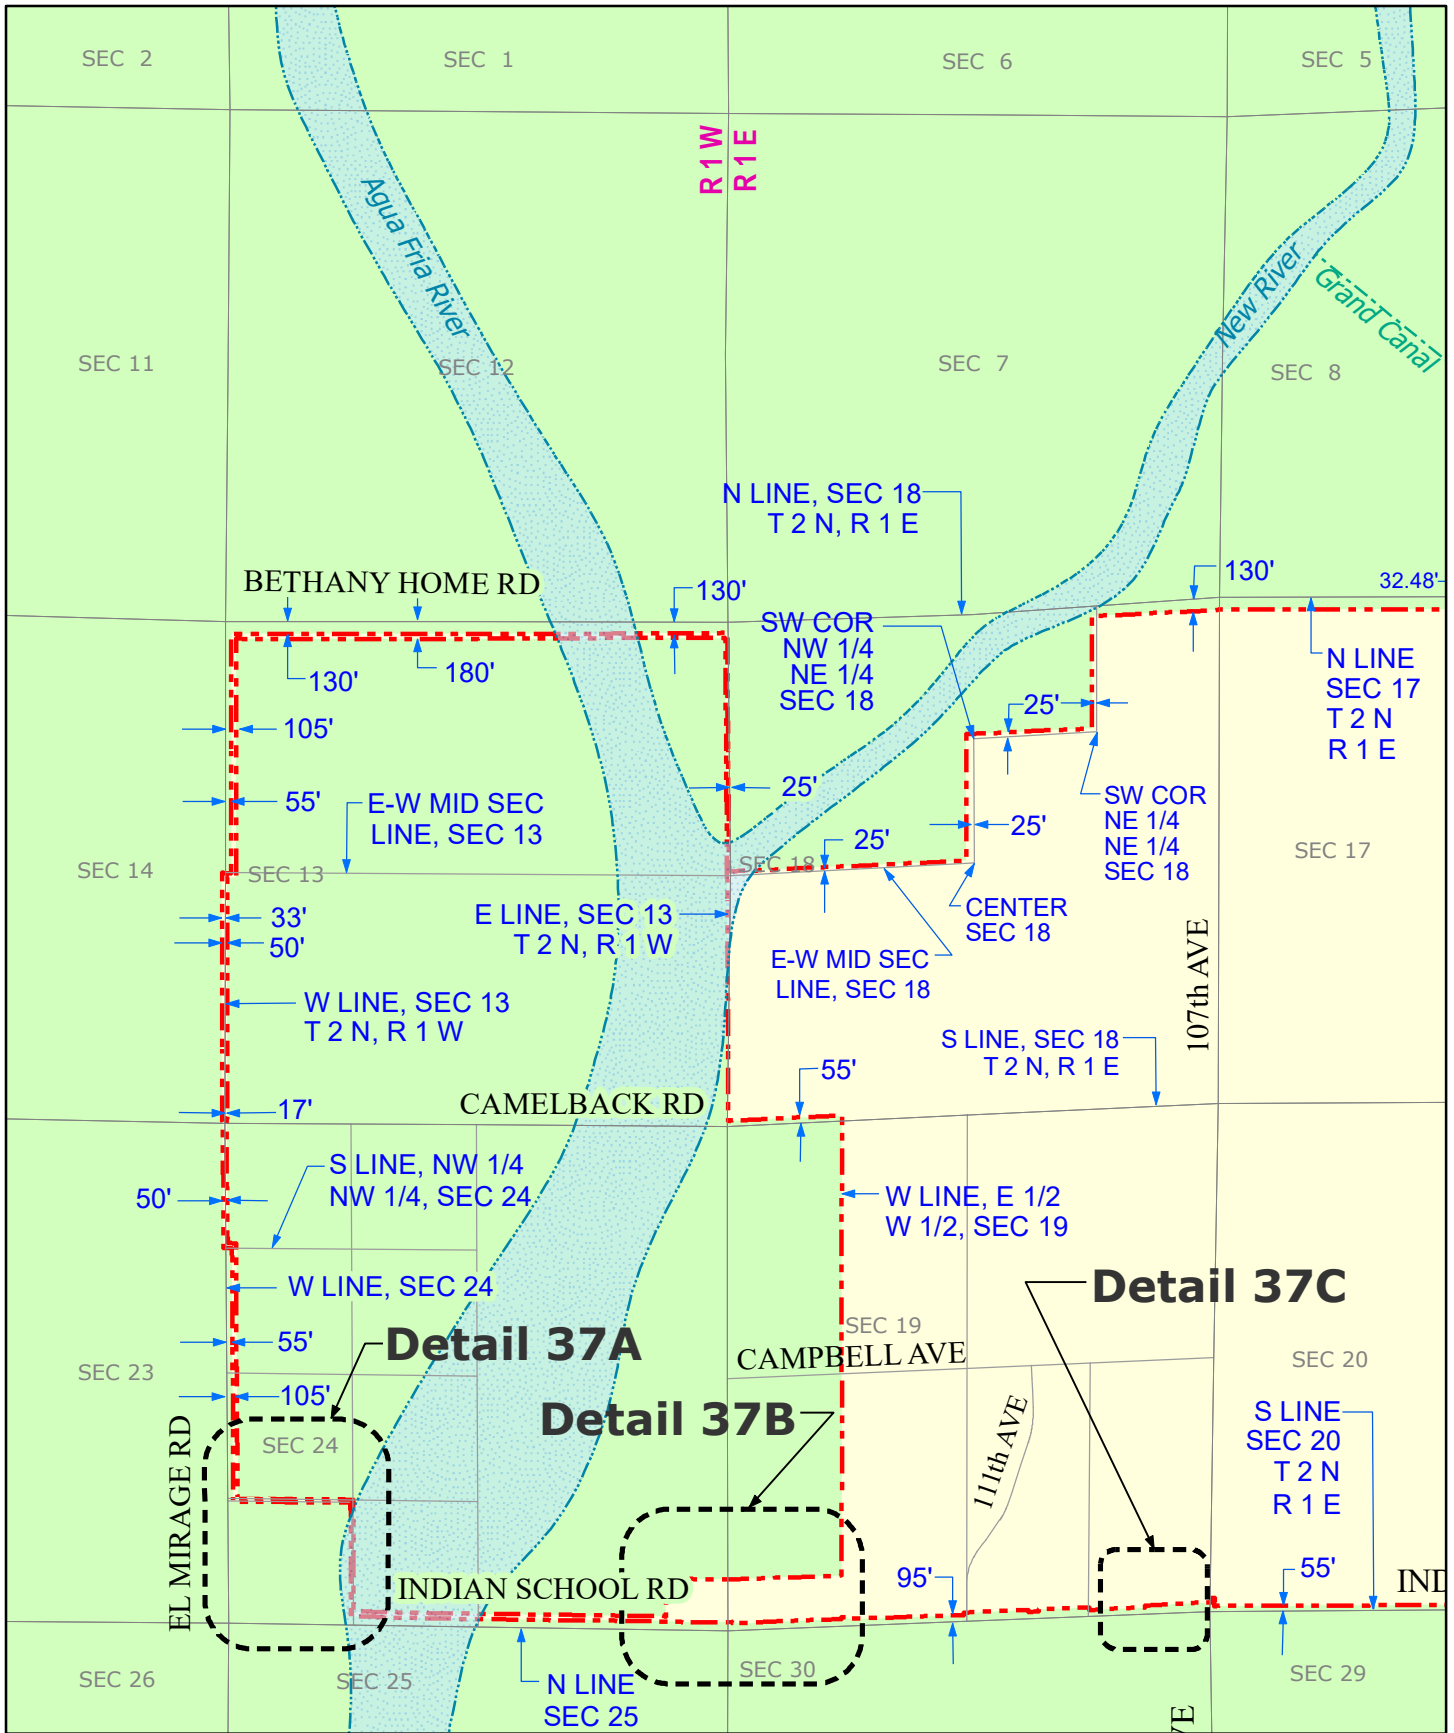 SEC 2
SEC 1
SEC 6
SEC 5
R 1 W
R 1 E
Agua Fria River
New River
Grand Canal
SEC 11
SEC 12
SEC 7
SEC 8
N LINE, SEC 18
T 2 N, R 1 E
BETHANY HOME RD
130'
130'
32.48'
SW COR
NW 1/4
NE 1/4
SEC 18
130'
180'
N LINE
SEC 17
T 2 N
R 1 E
25'
105'
25'
55'
E-W MID SEC
LINE, SEC 13
SW COR
NE 1/4
NE 1/4
SEC 18
25'
25'
SEC 14
SEC 13
SEC 18
SEC 17
33'
50'
E LINE, SEC 13
T 2 N, R 1 W
CENTER
SEC 18
E-W MID SEC
LINE, SEC 18
107th AVE
W LINE, SEC 13
T 2 N, R 1 W
S LINE, SEC 18
T 2 N, R 1 E
55'
17'
CAMELBACK RD
S LINE, NW 1/4
NW 1/4, SEC 24
50'
W LINE, E 1/2
W 1/2, SEC 19
W LINE, SEC 24
Detail 37C
55'
Detail 37A
SEC 19
CAMPBELL AVE
SEC 23
SEC 20
105'
Detail 37B
111th AVE
S LINE
SEC 20
T 2 N
R 1 E
EL MIRAGE RD
SEC 24
INDIAN SCHOOL RD
95'
55'
IND
SEC 26
SEC 25
N LINE
SEC 25
SEC 30
SEC 29
VE